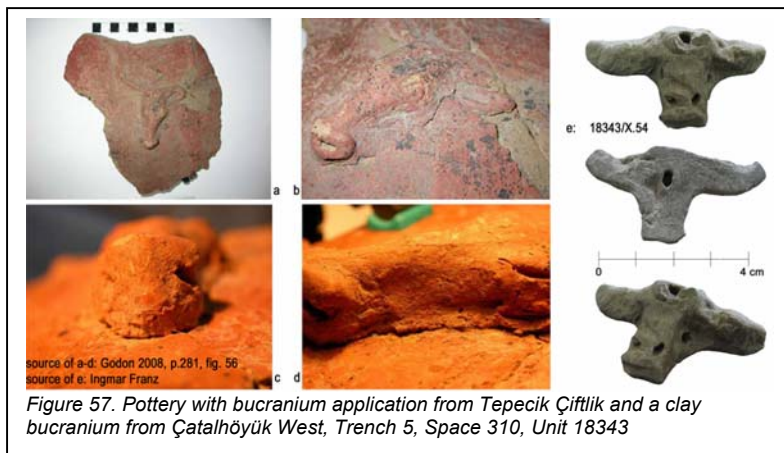 a b
e: 18343/X.54
0 4 cm
source of a-d: Godon 2008, p.281, fig. 56
source of e: Ingmar Franz
c d
Figure 57. Pottery with bucranium application from Tepecik Çiftlik and a clay
bucranium from Çatalhöyük West, Trench 5, Space 310, Unit 18343